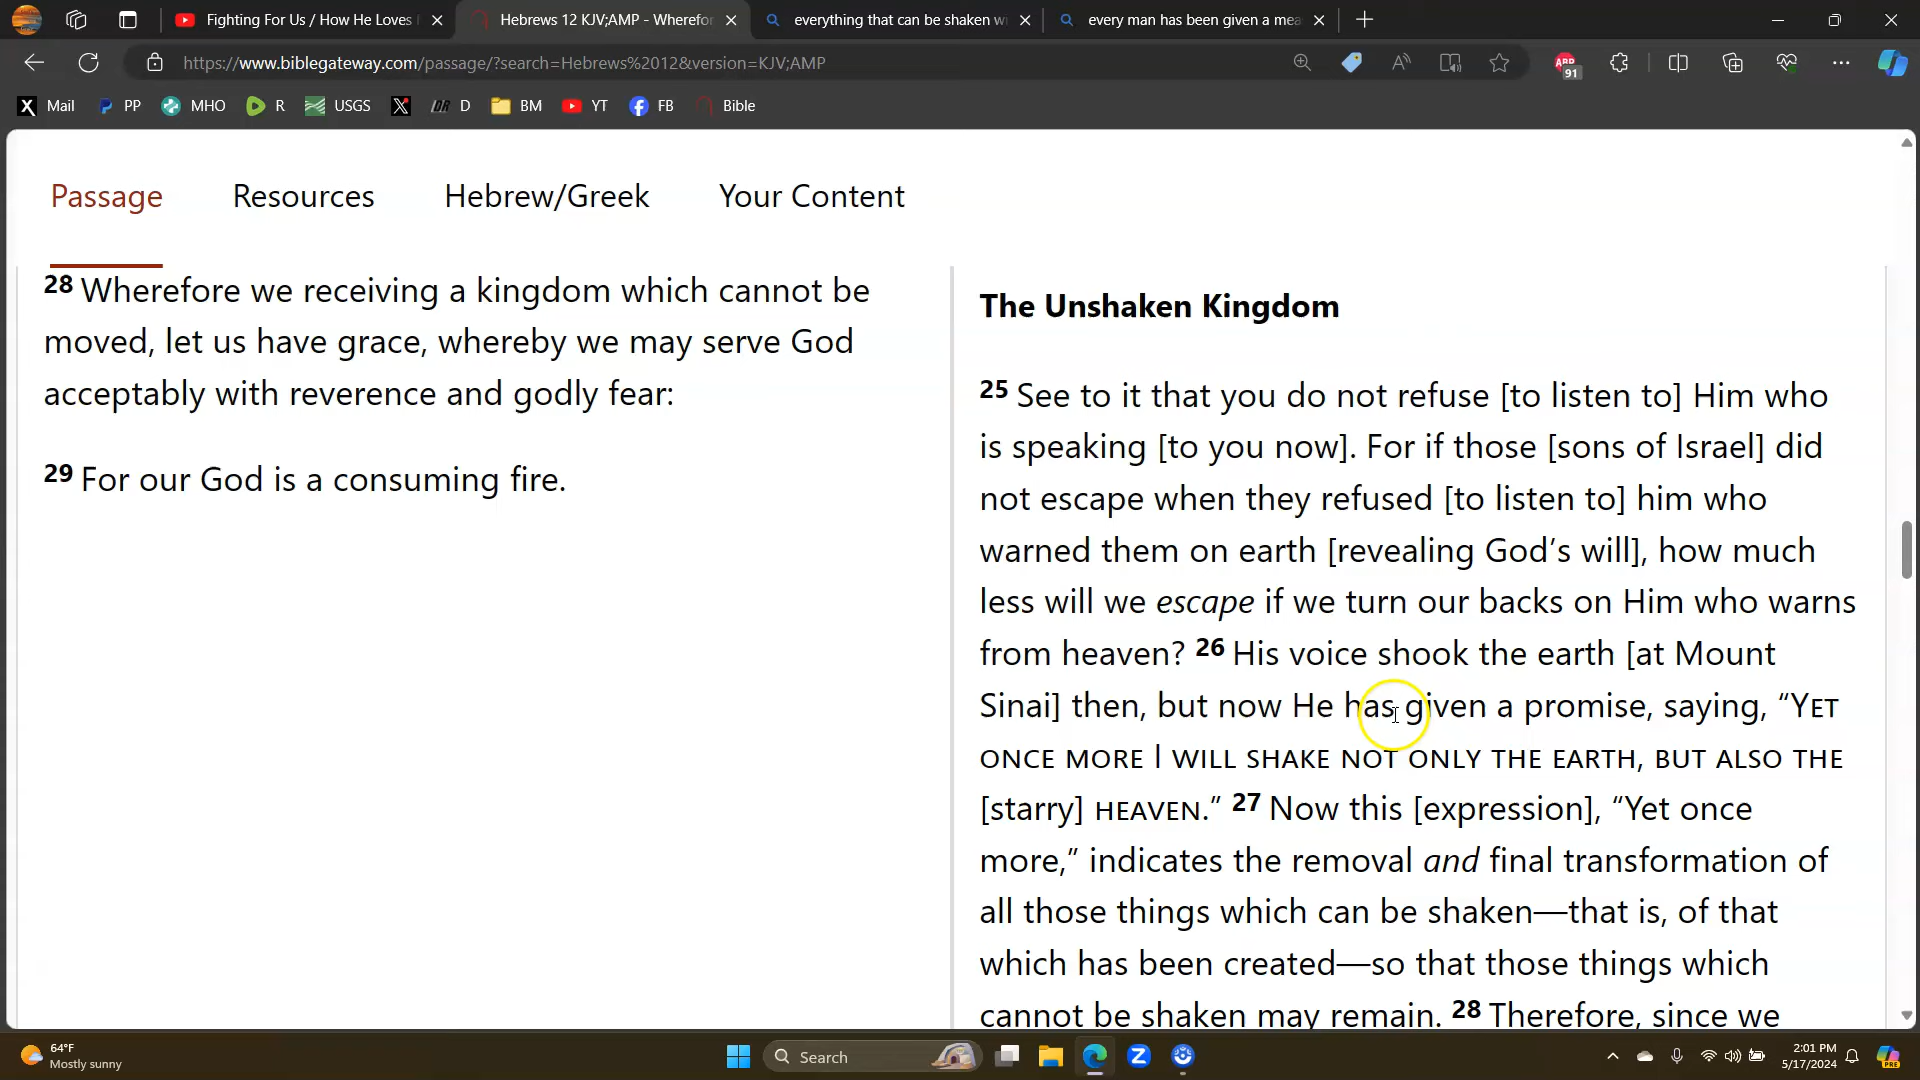 Fighting For Us / How He Loves
Hebrews 12 KJV;AMP - Wherefor
everything that can be shaken w
every man has been given a mea
https://www.biblegateway.com/passage/?search=Hebrews%2012&version=KJV;AMP
ABP
91
Mail
PP
MHO
R
USGS
D
BM
YT
FB
Bible
Passage
Resources
Hebrew/Greek
Your Content
28 Wherefore we receiving a kingdom which cannot be
moved, let us have grace, whereby we may serve God
acceptably with reverence and godly fear:
29 For our God is a consuming fire.
The Unshaken Kingdom
25 See to it that you do not refuse [to listen to] Him who
is speaking [to you now]. For if those [sons of Israel] did
not escape when they refused [to listen to] him who
warned them on earth [revealing God’s will], how much
less will we escape if we turn our backs on Him who warns
from heaven? 26 His voice shook the earth [at Mount
Sinai] then, but now He has given a promise, saying, “Yet
once more I will shake not only the earth, but also the
[starry] heaven.” 27 Now this [expression], “Yet once
more,” indicates the removal and final transformation of
all those things which can be shaken—that is, of that
which has been created—so that those things which
cannot be shaken may remain. 28 Therefore, since we
64°F
Mostly sunny
Search
2:01 PM
5/17/2024